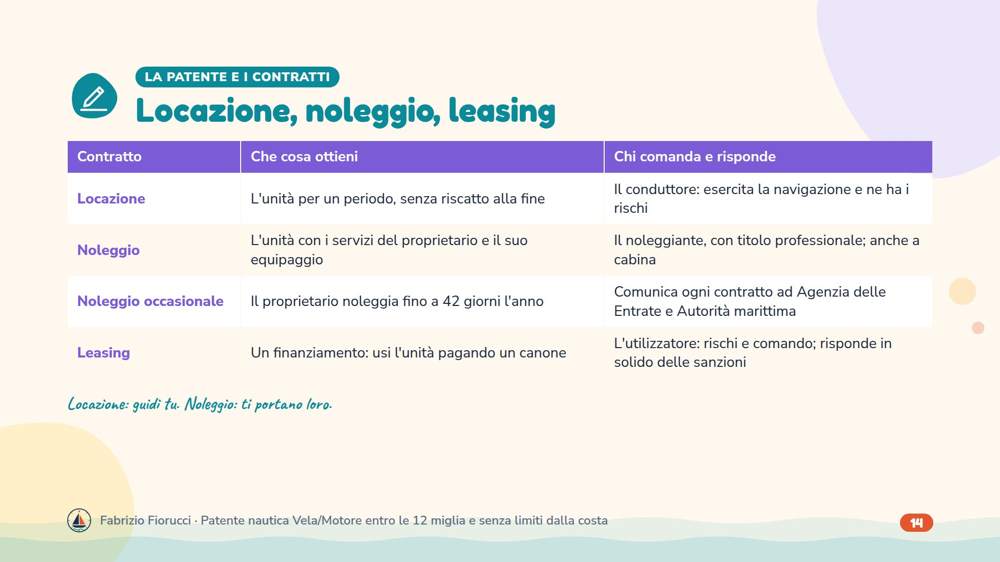 LA PATENTE E I CONTRATTI
Locazione, noleggio, leasing
Contratto
Che cosa ottieni
Chi comanda e risponde
Locazione
L'unità per un periodo, senza riscatto alla fine
Il conduttore: esercita la navigazione e ne ha i
rischi
Noleggio
L'unità con i servizi del proprietario e il suo
equipaggio
Il noleggiante, con titolo professionale; anche a
cabina
Noleggio occasionale
Il proprietario noleggia fino a 42 giorni l'anno
Comunica ogni contratto ad Agenzia delle
Entrate e Autorità marittima
Leasing
Un finanziamento: usi l'unità pagando un canone
L'utilizzatore: rischi e comando; risponde in
solido delle sanzioni
Locazione: guidi tu. Noleggio: ti portano loro.
Fabrizio Fiorucci · Patente nautica Vela/Motore entro le 12 miglia e senza limiti dalla costa
14